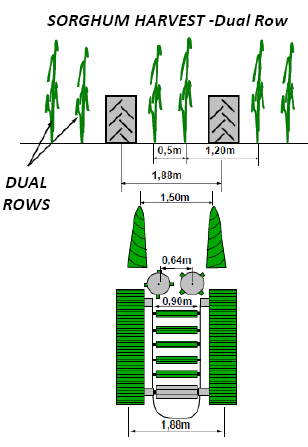 SORGHUM HARVEST -Dual Row
0,5m
1,20m
1,88m
DUAL
ROWS
1,50m
0,64m
0,90m
1,88m